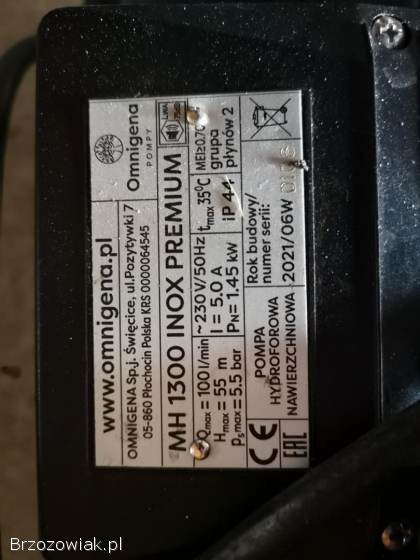 www.omnigena.pl
Omnigena
POMPY
OMNIGENA Sp.j. Święcice, ul.Pozytywki 7
05-860 Płochocin Polska KRS 0000064545
MH 1300 INOX PREMIUM
LWA
Qmax = 100 l/min
Hmax = 55 m
psmax = 5.5 bar
~230V/50Hz
I = 5.0 A
PN = 1.45 kW
tmax 35°C
iP 44
MEI≥0.70
grupa
płynów 2
CE
EAC
POMPA
HYDROFOROWA
NAWIERZCHNIOWA
Rok budowy/
numer serii:
2021/06W
Brzozowiak.pl